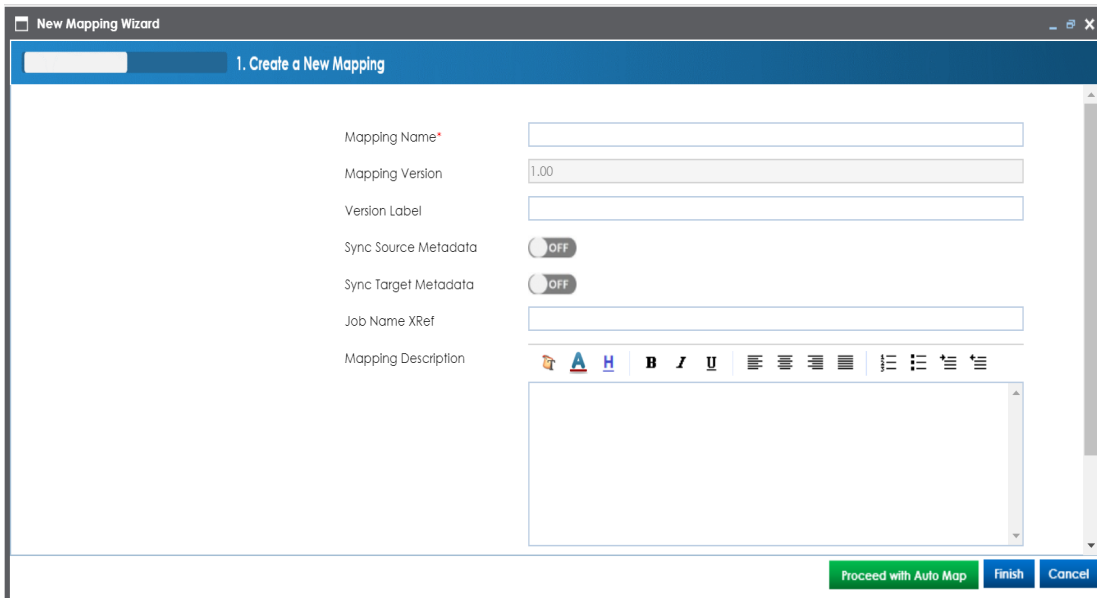 New Mapping Wizard
1. Create a New Mapping
Mapping Name*
Mapping Version 1.00
Version Label
Sync Source Metadata OFF
Sync Target Metadata OFF
Job Name XRef
Mapping Description
A H B I U
Proceed with Auto Map Finish Cancel